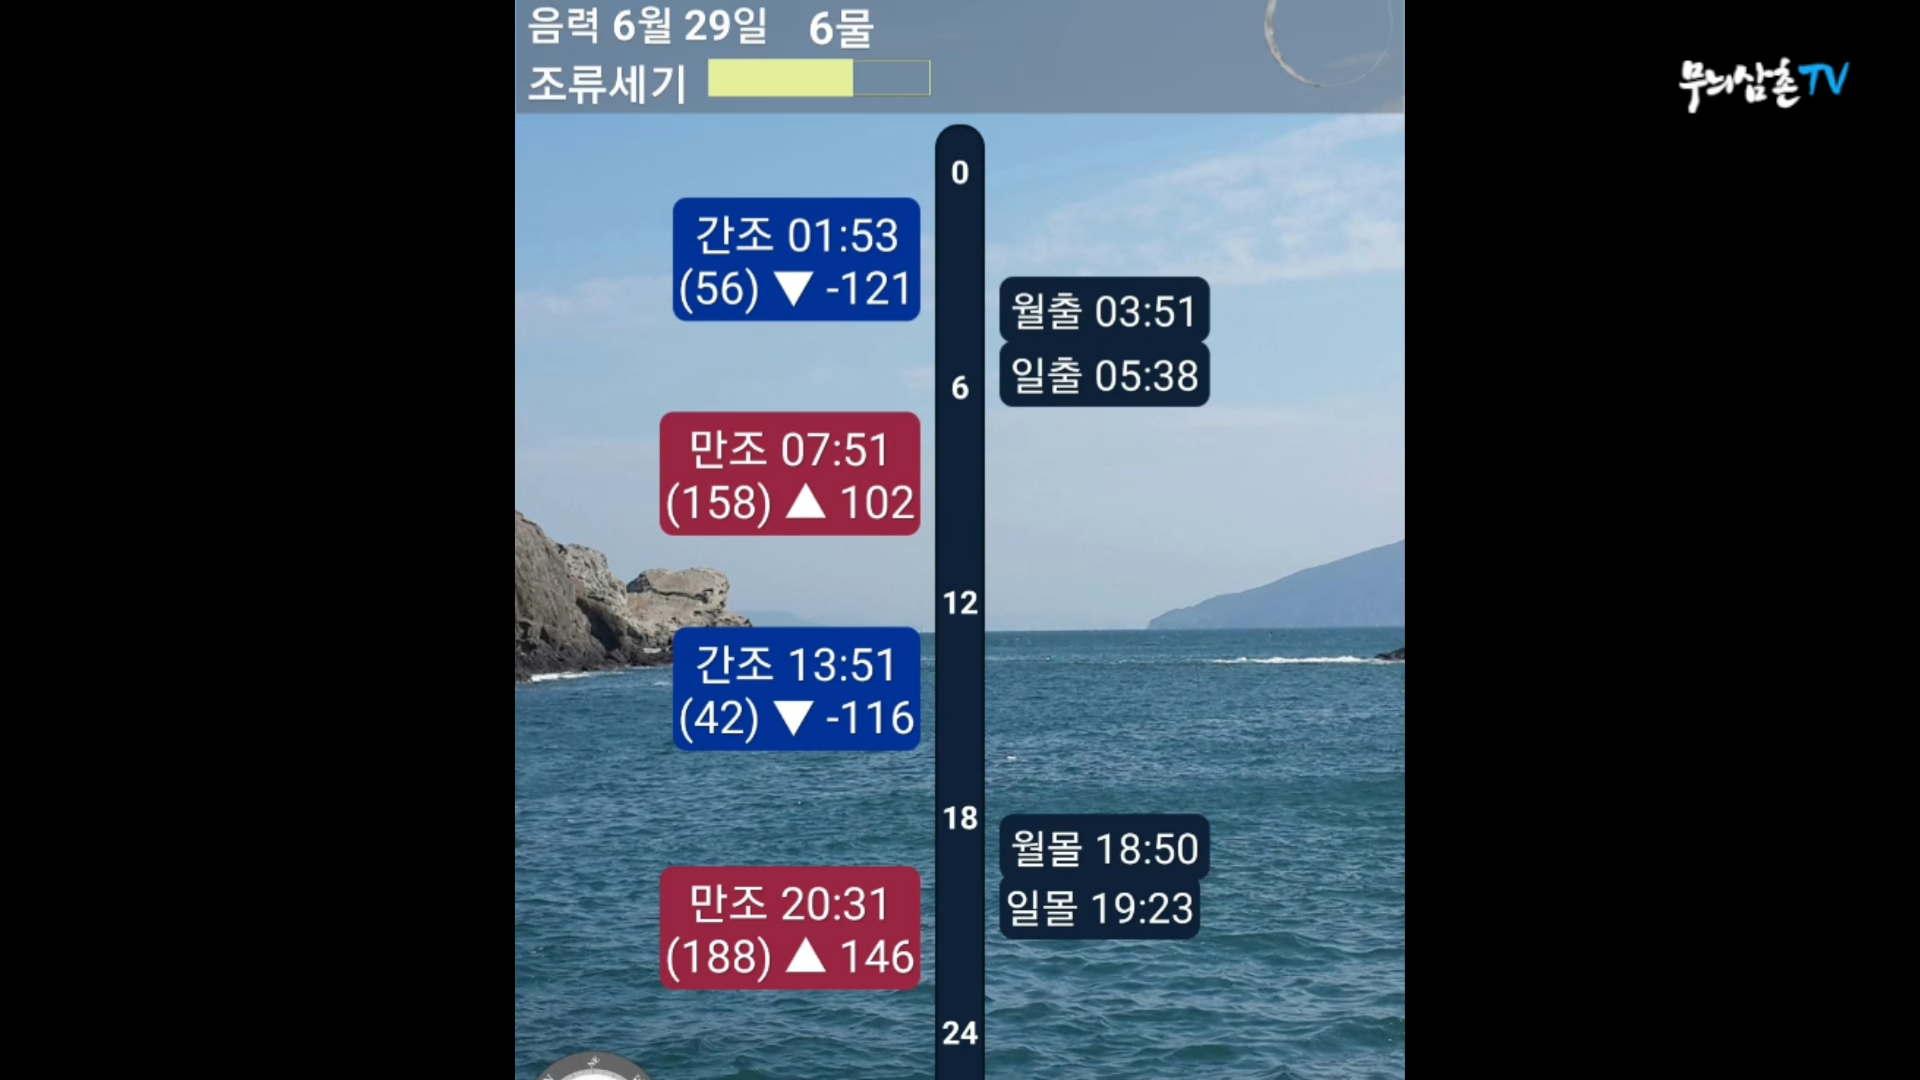 음력 6월 29일 6물
조류세기
무늬삼촌TV
0
간조 01:53
(56) ▼ -121
월출 03:51
일출 05:38
6
만조 07:51
(158) ▲ 102
12
간조 13:51
(42) ▼ -116
18
월몰 18:50
일몰 19:23
만조 20:31
(188) ▲ 146
24